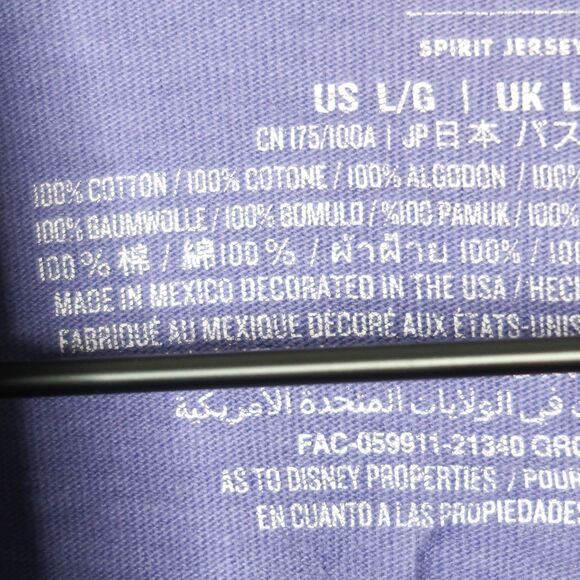 SPIRIT JERSEY
US L/G | UK L
CN 175/100A | JP 日本 パス
100% COTTON / 100% COTONE / 100% ALGODÓN / 100%
100% BAUMWOLLE / 100% BOMULD / %100 PAMUK / 100%
100% 棉 / 綿100% / ผ้าฝ้าย 100% / 10
MADE IN MEXICO DECORATED IN THE USA / HECH
FABRIQUÉ AU MEXIQUE DÉCORÉ AUX ÉTATS-UNIS
في الولايات المتحدة الأمريكية
FAC-059911-21340 GRO
AS TO DISNEY PROPERTIES / POUR
EN CUANTO A LAS PROPIEDADES